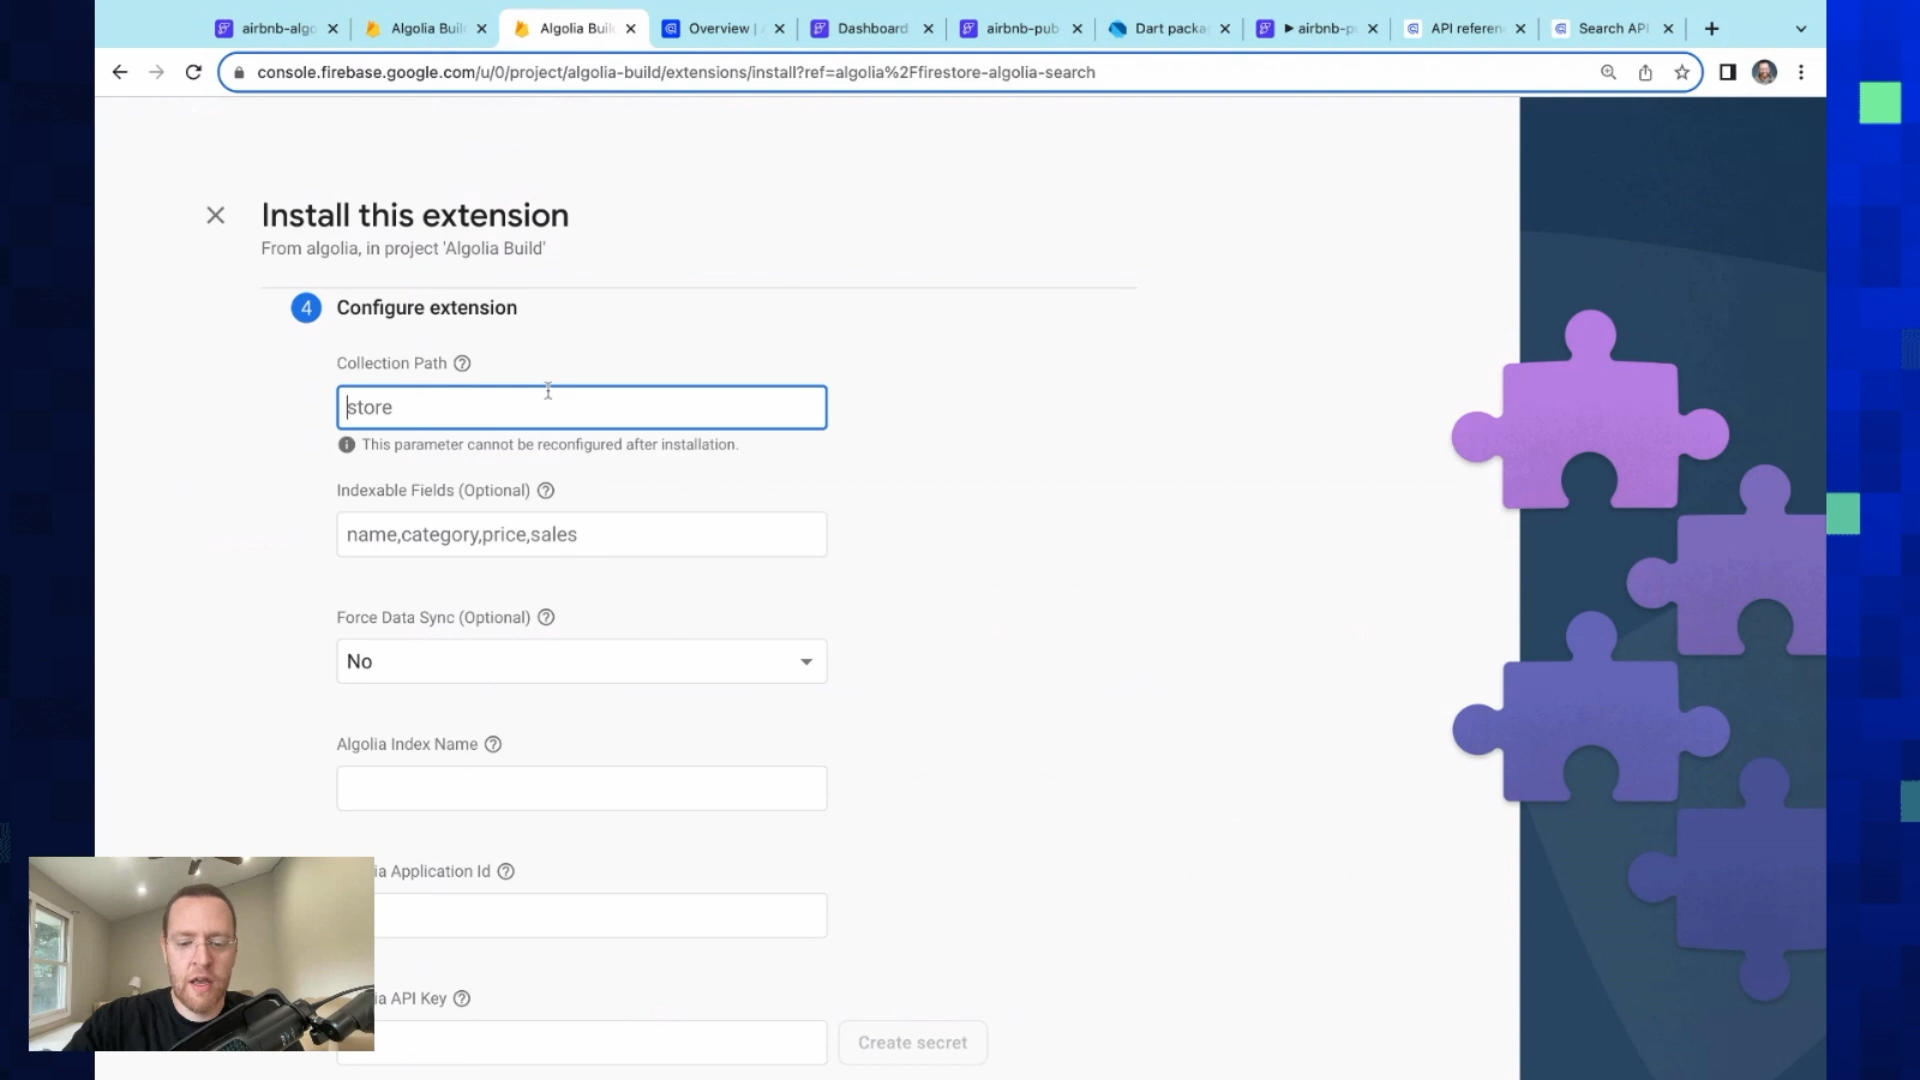 airbnb-algo
Algolia Buil
Algolia Buil
Overview |
Dashboard
airbnb-pub
Dart packa
airbnb-p
API referen
Search API
console.firebase.google.com/u/0/project/algolia-build/extensions/install?ref=algolia%2Ffirestore-algolia-search
Install this extension
From algolia, in project 'Algolia Build'
4 Configure extension
Collection Path
store
This parameter cannot be reconfigured after installation.
Indexable Fields (Optional)
name,category,price,sales
Force Data Sync (Optional)
No
Algolia Index Name
ia Application Id
ia API Key
Create secret